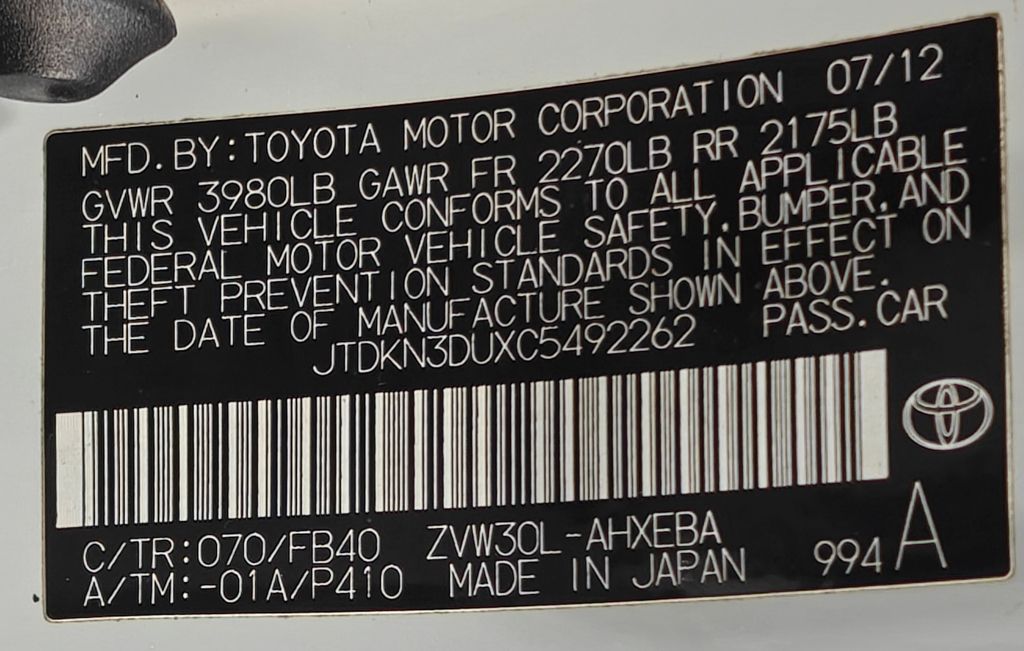 MFD. BY: TOYOTA MOTOR CORPORATION 07/12
GVWR 3980LB GAWR FR 2270LB RR 2175LB
THIS VEHICLE CONFORMS TO ALL APPLICABLE
FEDERAL MOTOR VEHICLE SAFETY, BUMPER, AND
THEFT PREVENTION STANDARDS IN EFFECT ON
THE DATE OF MANUFACTURE SHOWN ABOVE.
JTDKN3DUXC5492262 PASS. CAR
C/TR: 070/FB40 ZVW30L-AHXEBA
A/TM: -01A/P410 MADE IN JAPAN 994 A